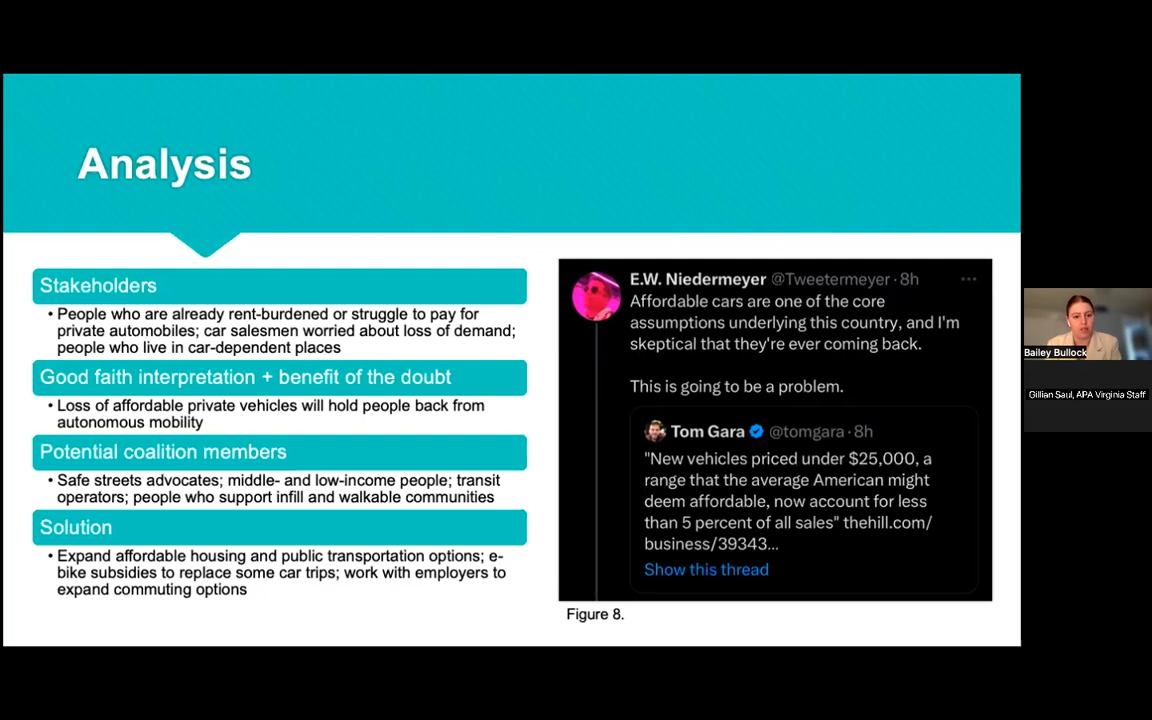 Analysis
Stakeholders
• People who are already rent-burdened or struggle to pay for
private automobiles; car salesmen worried about loss of demand;
people who live in car-dependent places
Good faith interpretation + benefit of the doubt
• Loss of affordable private vehicles will hold people back from
autonomous mobility
Potential coalition members
• Safe streets advocates; middle- and low-income people; transit
operators; people who support infill and walkable communities
Solution
• Expand affordable housing and public transportation options; e-
bike subsidies to replace some car trips; work with employers to
expand commuting options
E.W. Niedermeyer @Tweetermeyer · 8h
Affordable cars are one of the core
assumptions underlying this country, and I'm
skeptical that they're ever coming back.
This is going to be a problem.
Tom Gara @tomgara · 8h
"New vehicles priced under $25,000, a
range that the average American might
deem affordable, now account for less
than 5 percent of all sales" thehill.com/
business/39343...
Show this thread
Figure 8.
Bailey Bullock
Gillian Saul, APA Virginia Staff